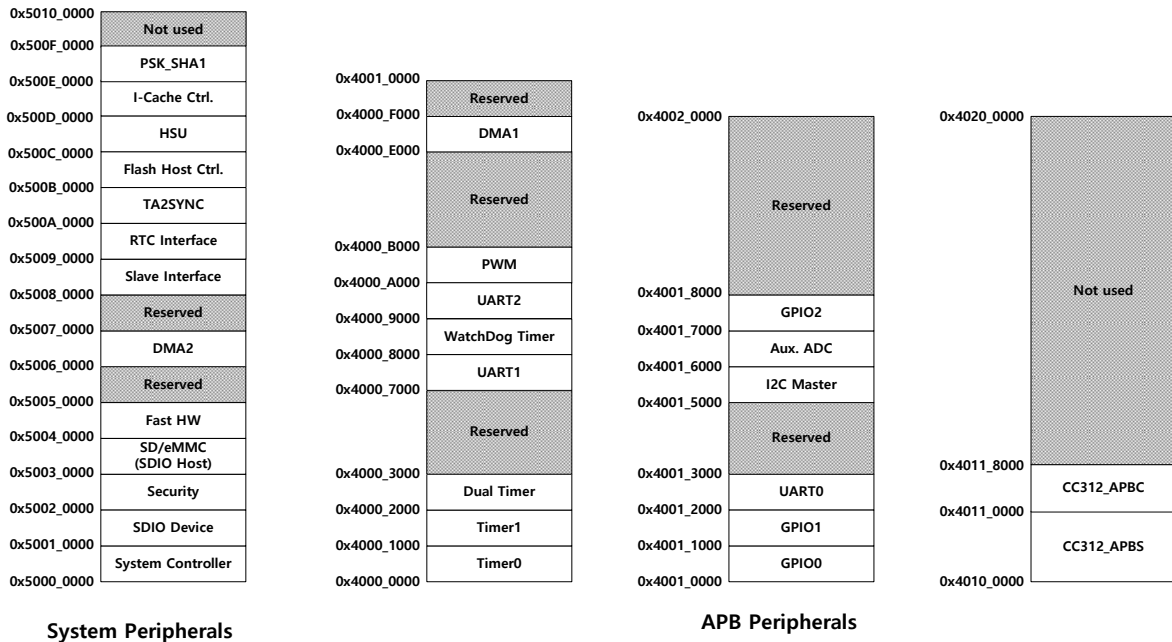 0x5010_0000
Not used
0x500F_0000
PSK_SHA1
0x500E_0000
I-Cache Ctrl.
0x500D_0000
HSU
0x500C_0000
Flash Host Ctrl.
0x500B_0000
TA2SYNC
0x500A_0000
RTC Interface
0x5009_0000
Slave Interface
0x5008_0000
Reserved
0x5007_0000
DMA2
0x5006_0000
Reserved
0x5005_0000
Fast HW
0x5004_0000
SD/eMMC
(SDIO Host)
0x5003_0000
Security
0x5002_0000
SDIO Device
0x5001_0000
System Controller
0x5000_0000
System Peripherals
0x4001_0000
Reserved
0x4000_F000
DMA1
0x4000_E000
Reserved
0x4000_B000
PWM
0x4000_A000
UART2
0x4000_9000
WatchDog Timer
0x4000_8000
UART1
0x4000_7000
Reserved
0x4000_3000
Dual Timer
0x4000_2000
Timer1
0x4000_1000
Timer0
0x4000_0000
0x4002_0000
Reserved
0x4001_8000
GPIO2
0x4001_7000
Aux. ADC
0x4001_6000
I2C Master
0x4001_5000
Reserved
0x4001_3000
UART0
0x4001_2000
GPIO1
0x4001_1000
GPIO0
0x4001_0000
APB Peripherals
0x4020_0000
Not used
0x4011_8000
CC312_APBC
0x4011_0000
CC312_APBS
0x4010_0000